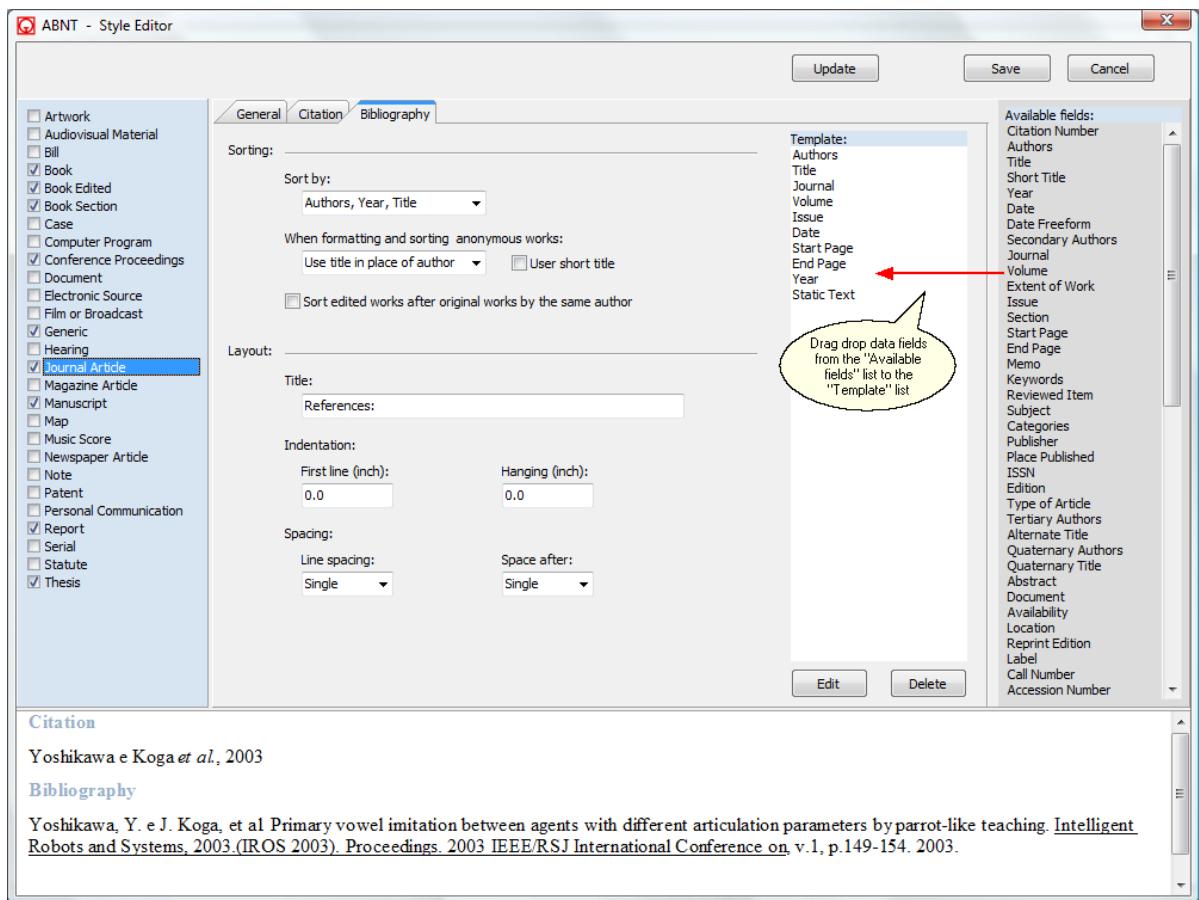 ABNT - Style Editor
Update
Save
Cancel
Artwork
Audiovisual Material
Bill
Book
Book Edited
Book Section
Case
Computer Program
Conference Proceedings
Document
Electronic Source
Film or Broadcast
Generic
Hearing
Journal Article
Magazine Article
Manuscript
Map
Music Score
Newspaper Article
Note
Patent
Personal Communication
Report
Serial
Statute
Thesis
General
Citation
Bibliography
Sorting:
Sort by:
Authors, Year, Title
When formatting and sorting anonymous works:
Use title in place of author
User short title
Sort edited works after original works by the same author
Layout:
Title:
References:
Indentation:
First line (inch):
Hanging (inch):
0.0
0.0
Spacing:
Line spacing:
Space after:
Single
Single
Template:
Authors
Title
Journal
Volume
Issue
Date
Start Page
End Page
Year
Static Text
Drag drop data fields
from the "Available
fields" list to the
"Template" list
Edit
Delete
Available fields:
Citation Number
Authors
Title
Short Title
Year
Date
Date Freeform
Secondary Authors
Journal
Volume
Extent of Work
Issue
Section
Start Page
End Page
Memo
Keywords
Reviewed Item
Subject
Categories
Publisher
Place Published
ISSN
Edition
Type of Article
Tertiary Authors
Alternate Title
Quaternary Authors
Quaternary Title
Abstract
Document
Availability
Location
Reprint Edition
Label
Call Number
Accession Number
Citation
Yoshikawa e Koga et al., 2003
Bibliography
Yoshikawa, Y. e J. Koga, et al Primary vowel imitation between agents with different articulation parameters by parrot-like teaching. Intelligent
Robots and Systems, 2003.(IROS 2003). Proceedings. 2003 IEEE/RSJ International Conference on, v.1, p.149-154. 2003.